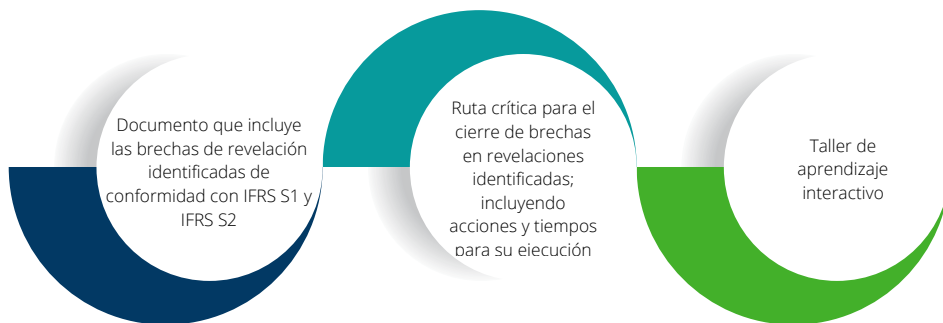 Documento que incluye
las brechas de revelación
identificadas de
conformidad con IFRS S1 y
IFRS S2
Ruta crítica para el
cierre de brechas
en revelaciones
identificadas;
incluyendo
acciones y tiempos
para su ejecución
Taller de
aprendizaje
interactivo